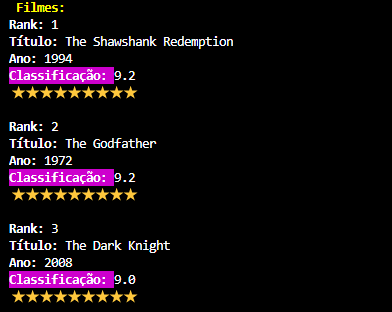 Filmes:
Rank: 1
Título: The Shawshank Redemption
Ano: 1994
Classificação: 9.2
★★★★★★★★★
Rank: 2
Título: The Godfather
Ano: 1972
Classificação: 9.2
★★★★★★★★★
Rank: 3
Título: The Dark Knight
Ano: 2008
Classificação: 9.0
★★★★★★★★★